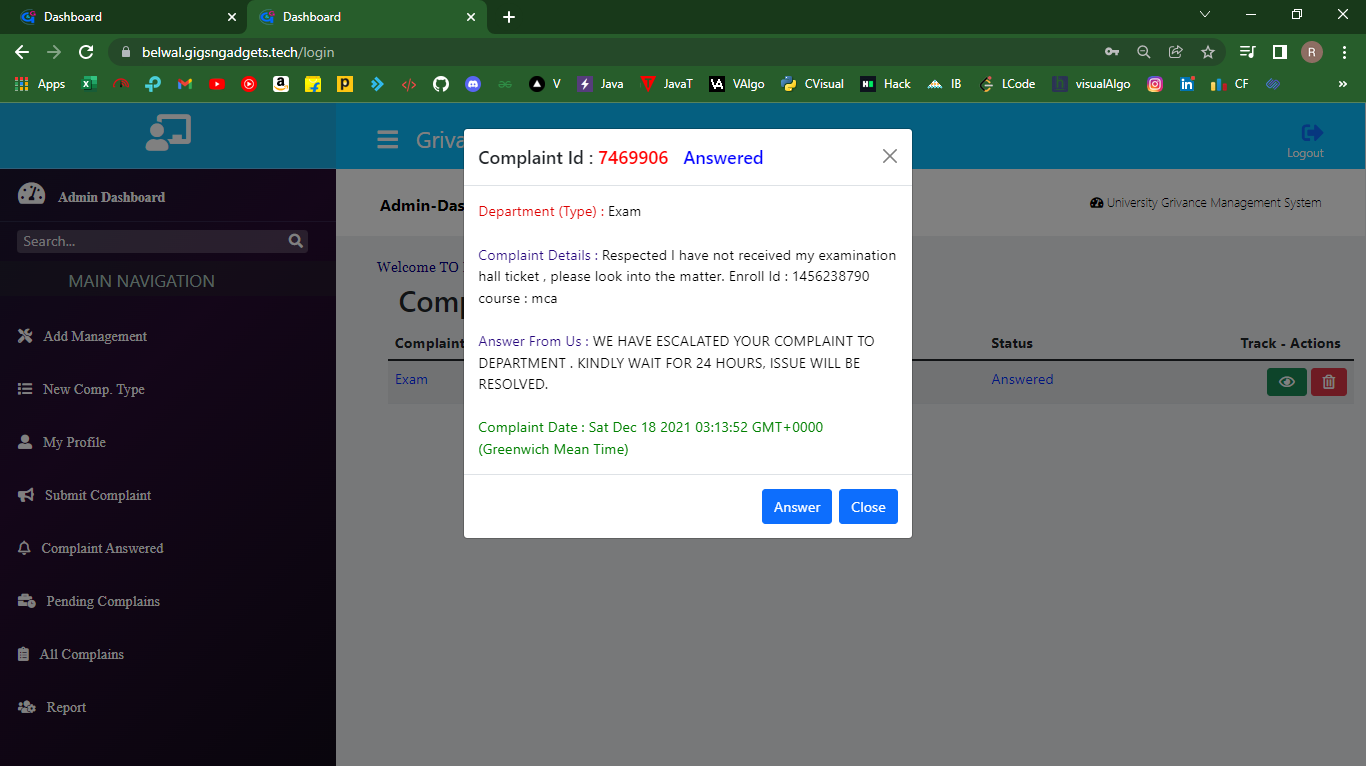 Dashboard
Dashboard
belwal.gigsngadgets.tech/login
R
Apps
V
Java
JavaT
VAlgo
CVisual
Hack
IB
LCode
visualAlgo
CF
Griva
Logout
Complaint Id : 7469906 Answered
Admin Dashboard
Admin-Das
University Grivance Management System
Search...
Department (Type) : Exam
MAIN NAVIGATION
Welcome TO
Complaint Details : Respected I have not received my examination
hall ticket , please look into the matter. Enroll Id : 1456238790
course : mca
Comp
Add Management
Complaint
Status
Track - Actions
Answer From Us : WE HAVE ESCALATED YOUR COMPLAINT TO
DEPARTMENT . KINDLY WAIT FOR 24 HOURS, ISSUE WILL BE
RESOLVED.
New Comp. Type
Exam
Answered
My Profile
Complaint Date : Sat Dec 18 2021 03:13:52 GMT+0000
(Greenwich Mean Time)
Submit Complaint
Answer
Close
Complaint Answered
Pending Complains
All Complains
Report